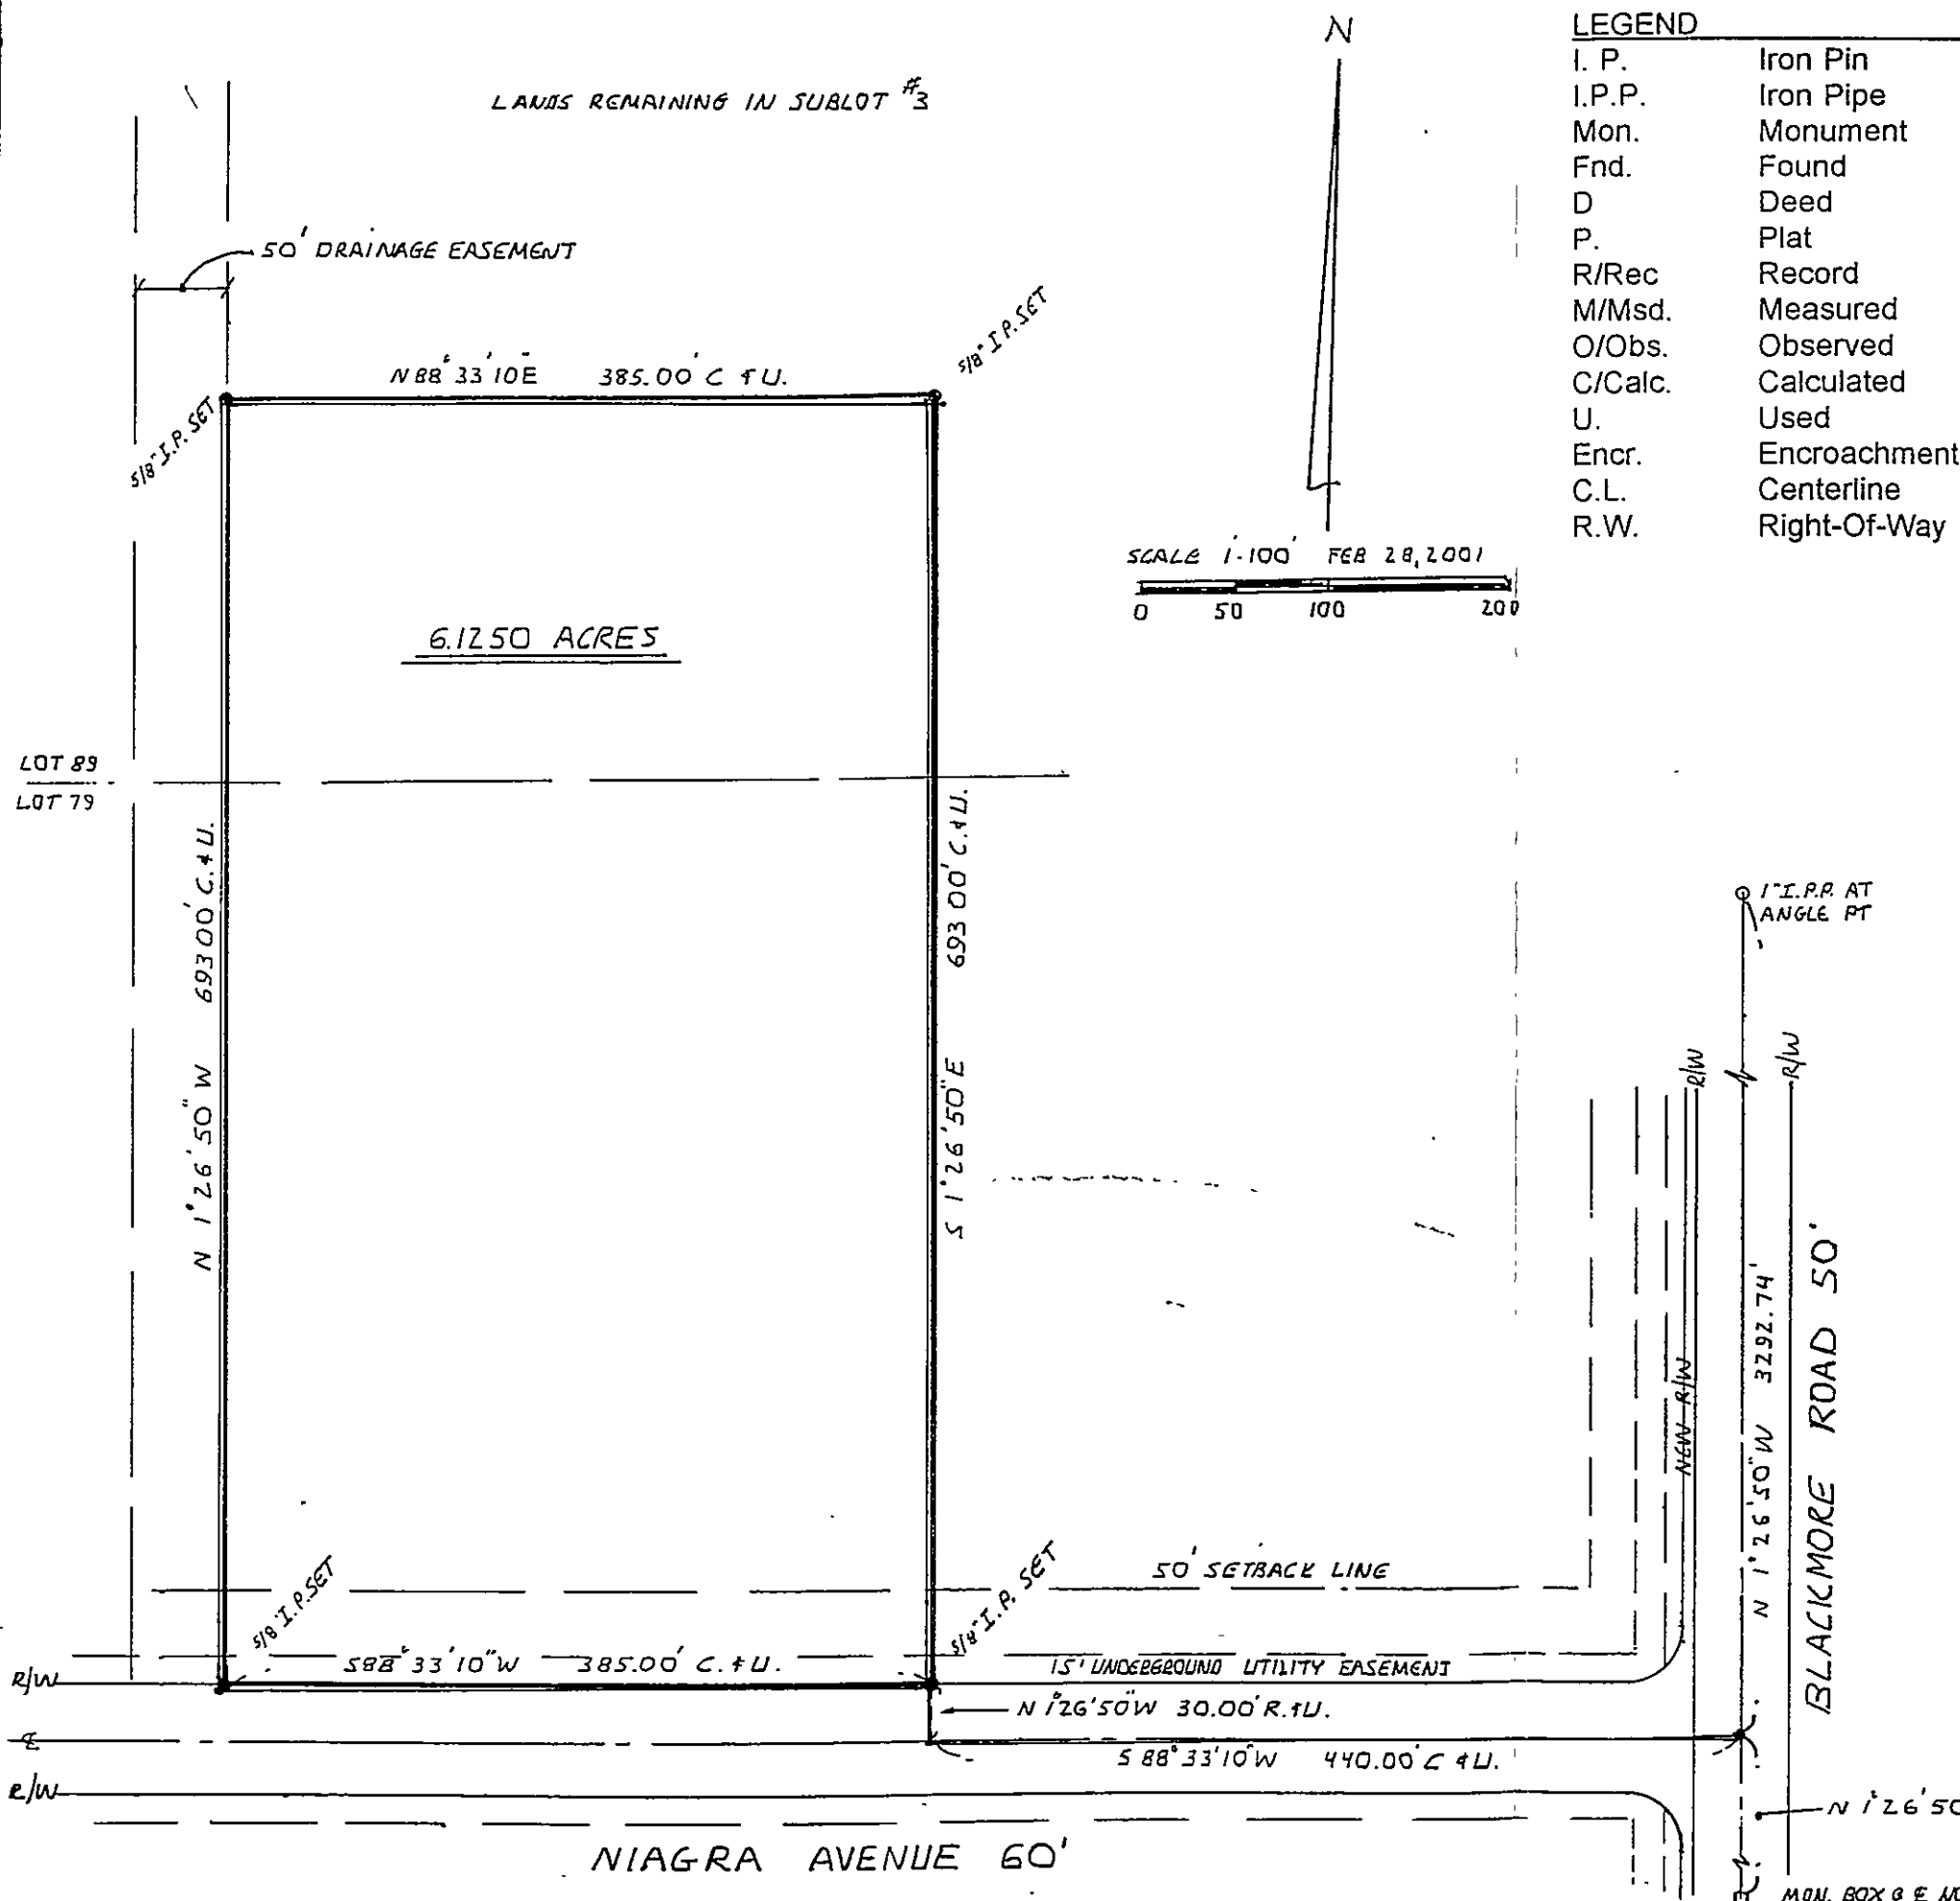 N
LEGEND
I. P. Iron Pin
I.P.P. Iron Pipe
Mon. Monument
Fnd. Found
D Deed
P. Plat
R/Rec Record
M/Msd. Measured
O/Obs. Observed
C/Calc. Calculated
U. Used
Encr. Encroachment
C.L. Centerline
R.W. Right-Of-Way
LANDS REMAINING IN SUBLOT #3
50' DRAINAGE EASEMENT
5/8" I.P. SET
N 88° 33' 10" E 385.00' C & U.
5/8" I.P. SET
SCALE 1"-100' FEB 28, 2001
0 50 100 200
6.1250 ACRES
LOT 89
LOT 79
N 1° 26' 50" W 693.00' C. & U.
S 1° 26' 50" E 693.00' C. & U.
1" I.P.P. AT
ANGLE PT
R/W
R/W
NEW R/W
N 1° 26' 50" W 3292.74'
BLACKMORE ROAD 50'
50' SETBACK LINE
5/8" I.P. SET
5/8" I.P. SET
R/W
S 88° 33' 10" W 385.00' C. & U.
15' UNDERGROUND UTILITY EASEMENT
N 1° 26' 50" W 30.00' R. & U.
S 88° 33' 10" W 440.00' C & U.
R/W
N 1° 26' 50
NIAGRA AVENUE 60'
MON. BOX @